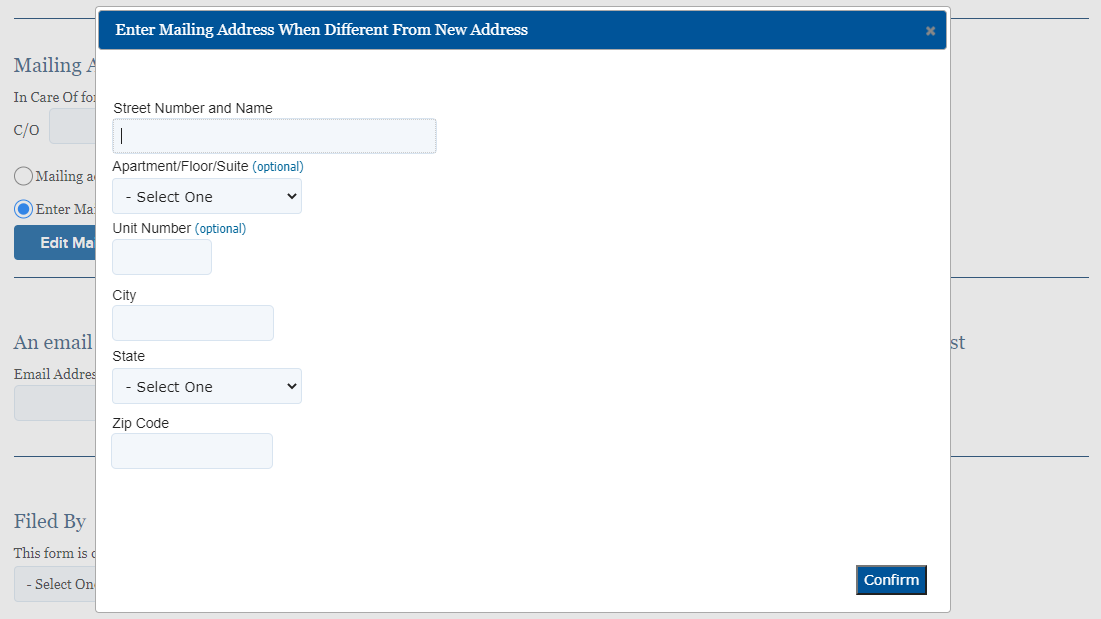 Enter Mailing Address When Different From New Address
×
Mailing A
In Care Of fo
C/O
Mailing a
Enter Mai
Edit Ma
Street Number and Name
Apartment/Floor/Suite (optional)
- Select One
Unit Number (optional)
City
State
- Select One
Zip Code
An email
st
Email Addres
Filed By
This form is
- Select One
Confirm